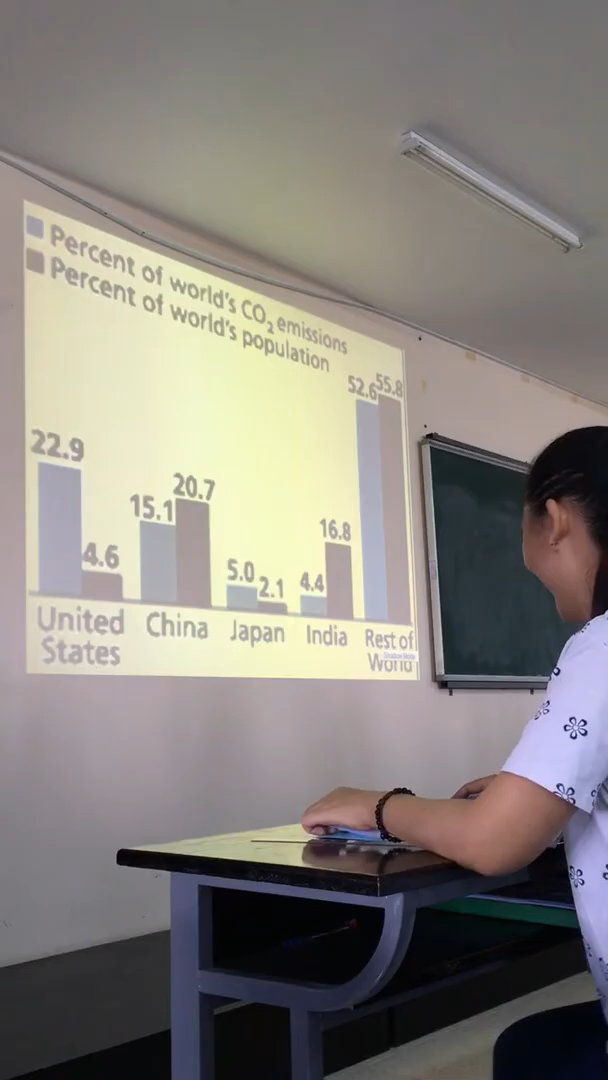 Percent of world's CO₂ emissions
Percent of world's population
22.9
4.6
15.1
20.7
5.0
2.1
4.4
16.8
52.6
55.8
United States
China
Japan
India
Rest of World